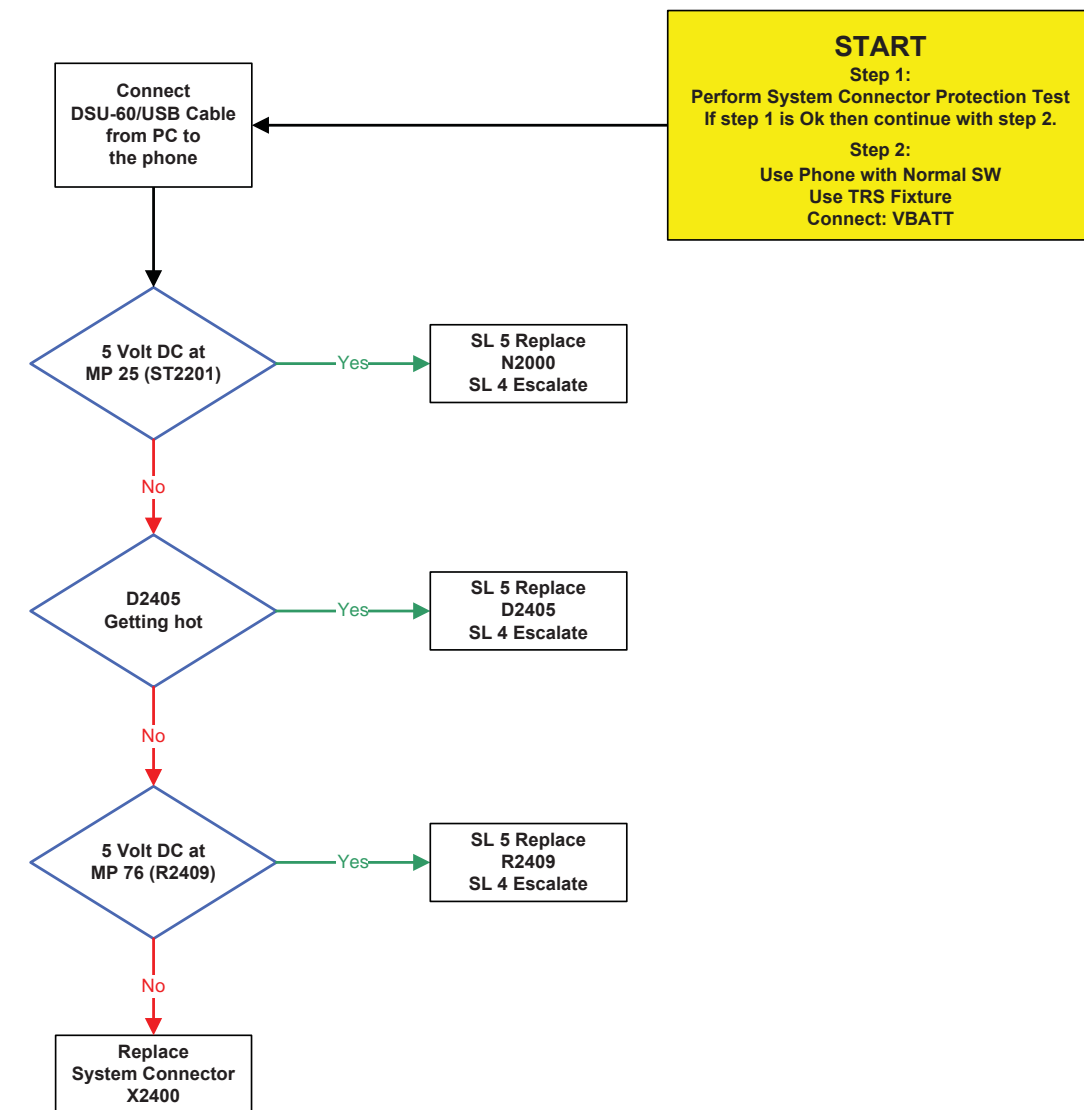 START
Step 1:
Perform System Connector Protection Test
If step 1 is Ok then continue with step 2.
Step 2:
Use Phone with Normal SW
Use TRS Fixture
Connect: VBATT
Connect
DSU-60/USB Cable
from PC to
the phone
5 Volt DC at
MP 25 (ST2201)
Yes
SL 5 Replace
N2000
SL 4 Escalate
No
D2405
Getting hot
Yes
SL 5 Replace
D2405
SL 4 Escalate
No
5 Volt DC at
MP 76 (R2409)
Yes
SL 5 Replace
R2409
SL 4 Escalate
No
Replace
System Connector
X2400